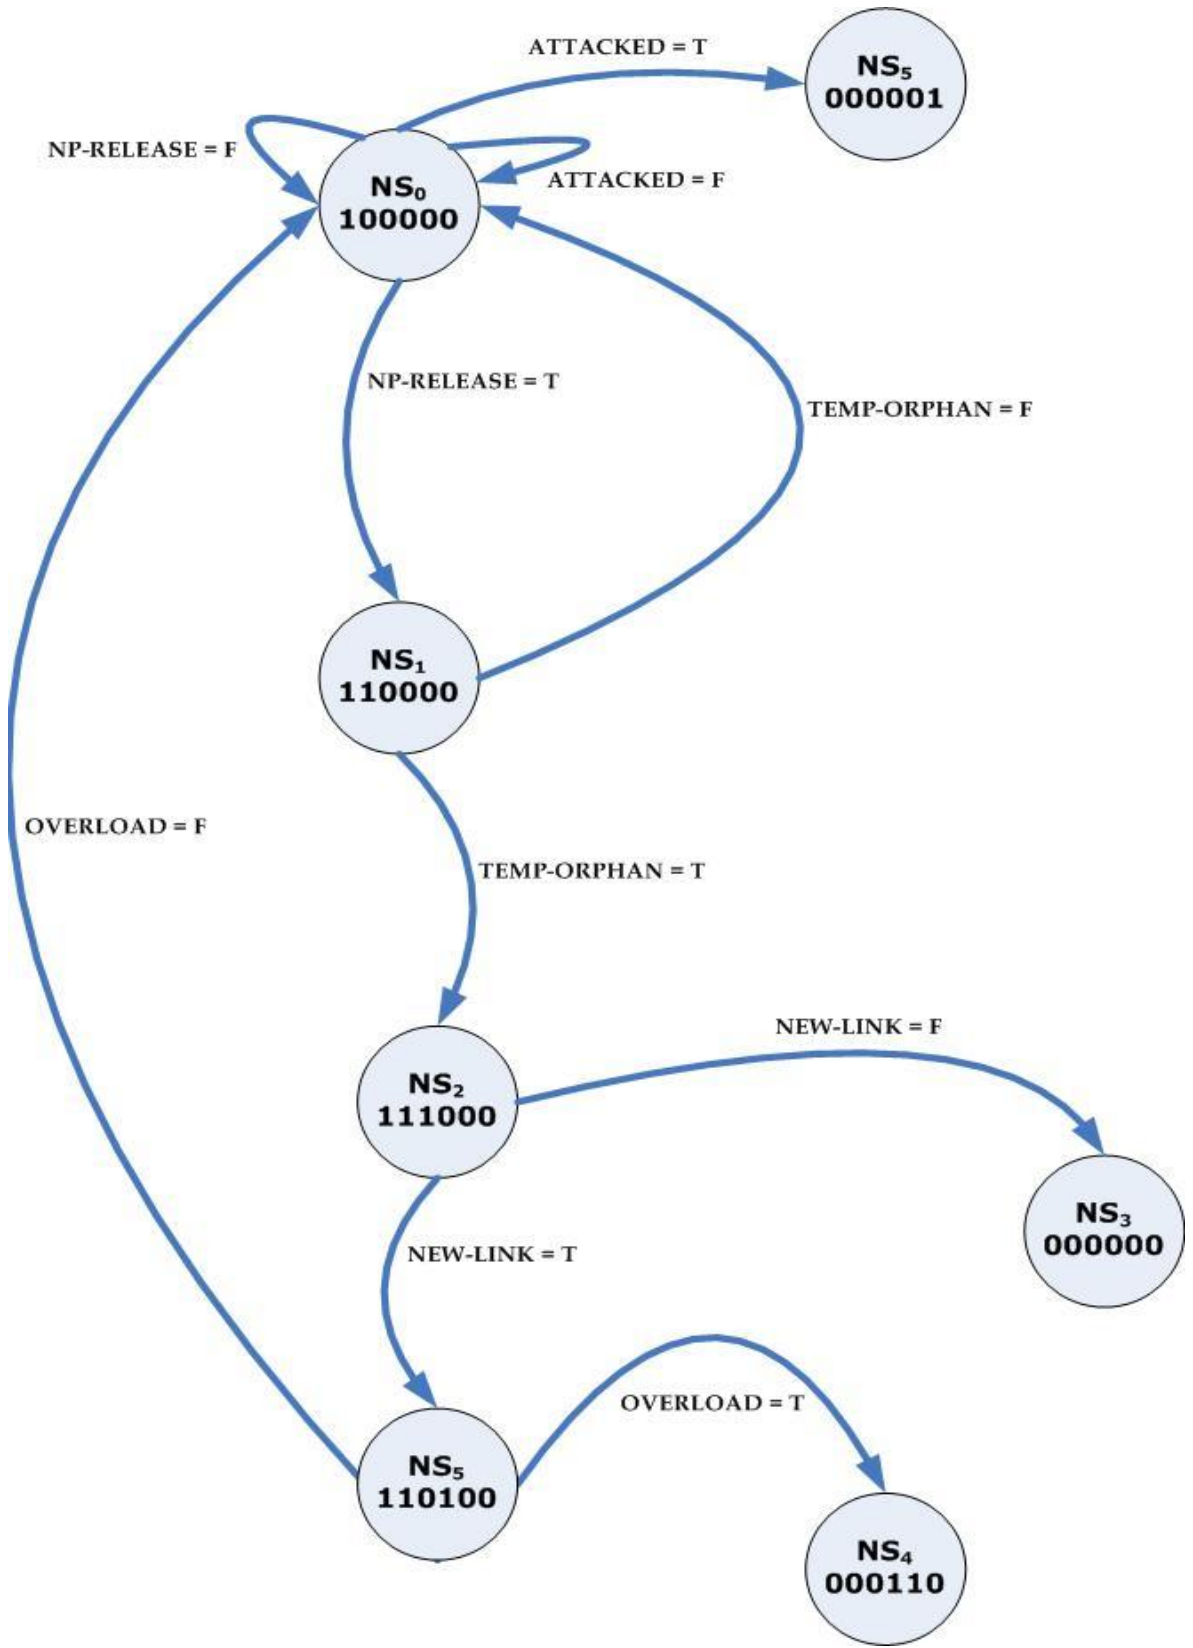 ATTACKED = T
NS₅
000001
NP-RELEASE = F
ATTACKED = F
NS₀
100000
NP-RELEASE = T
TEMP-ORPHAN = F
NS₁
110000
OVERLOAD = F
TEMP-ORPHAN = T
NEW-LINK = F
NS₂
111000
NS₃
000000
NEW-LINK = T
OVERLOAD = T
NS₅
110100
NS₄
000110